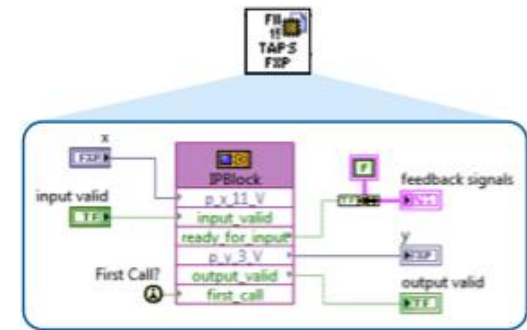 FIR
15
TAPS
FXP
x
FXP
IPBlock
F
feedback signals
input valid
p_x_11_V
TF
input_valid
ready_for_input
y
p_y_3_V
FXP
First Call?
output_valid
output valid
first_call
TF